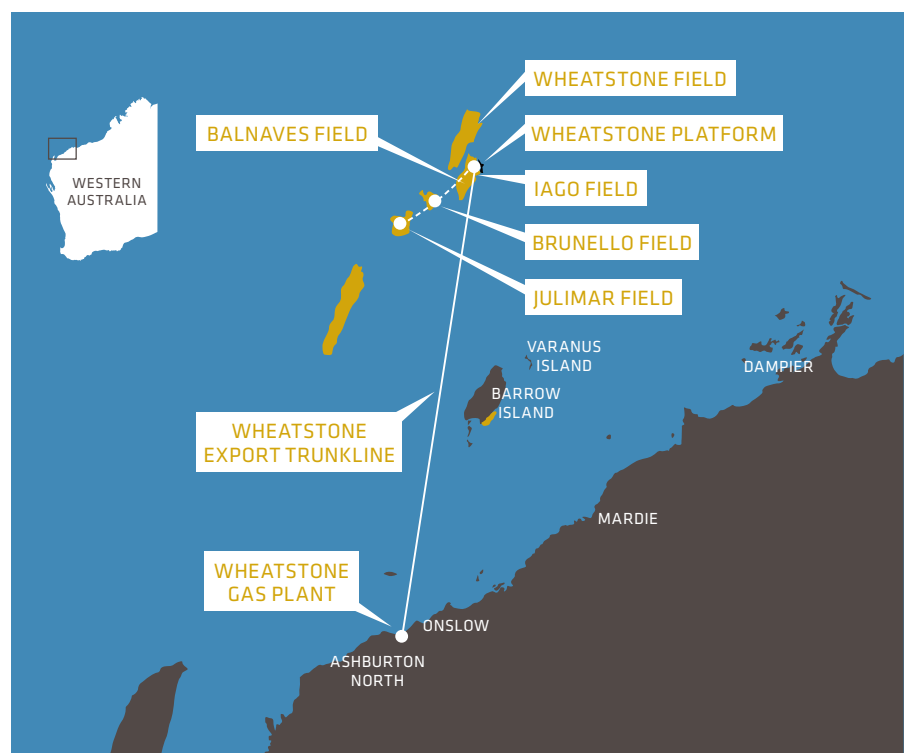 WHEATSTONE FIELD
BALNAVES FIELD
WHEATSTONE PLATFORM
WESTERN
AUSTRALIA
IAGO FIELD
BRUNELLO FIELD
JULIMAR FIELD
VARANUS
ISLAND
DAMPIER
BARROW
ISLAND
WHEATSTONE
EXPORT TRUNKLINE
MARDIE
WHEATSTONE
GAS PLANT
ONSLOW
ASHBURTON
NORTH